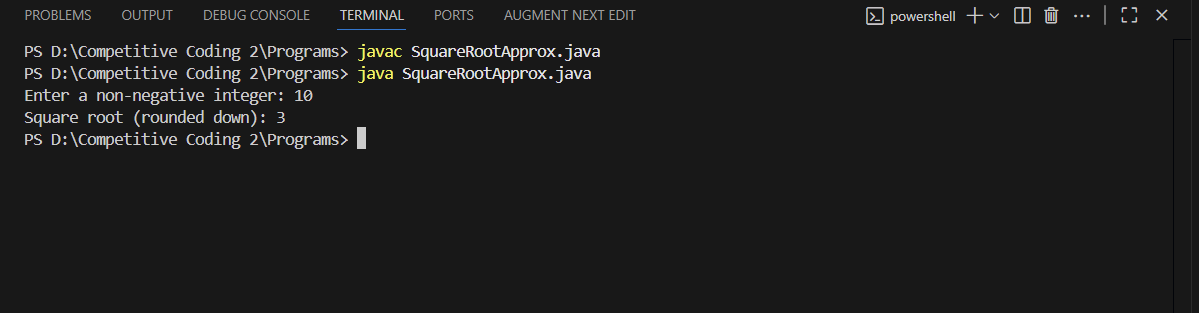 PROBLEMS OUTPUT DEBUG CONSOLE TERMINAL PORTS AUGMENT NEXT EDIT powershell
PS D:\Competitive Coding 2\Programs> javac SquareRootApprox.java
PS D:\Competitive Coding 2\Programs> java SquareRootApprox.java
Enter a non-negative integer: 10
Square root (rounded down): 3
PS D:\Competitive Coding 2\Programs>